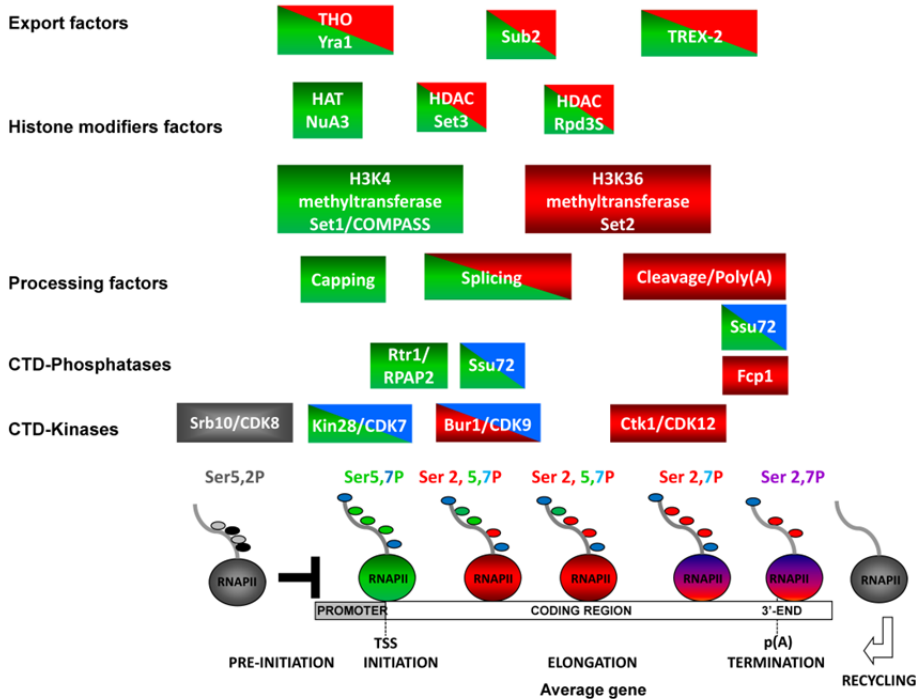 Export factors
THO
Yra1
Sub2
TREX-2
Histone modifiers factors
HAT
NuA3
HDAC
Set3
HDAC
Rpd3S
H3K4
methyltransferase
Set1/COMPASS
H3K36
methyltransferase
Set2
Processing factors
Capping
Splicing
Cleavage/Poly(A)
CTD-Phosphatases
Rtr1/
RPAP2
Ssu72
Ssu72
Fcp1
CTD-Kinases
Srb10/CDK8
Kin28/CDK7
Bur1/CDK9
Ctk1/CDK12
Ser5,2P
Ser5,7P
Ser 2, 5,7P
Ser 2, 5,7P
Ser 2,7P
Ser 2,7P
RNAPII
RNAPII
RNAPII
RNAPII
RNAPII
RNAPII
RNAPII
PROMOTER
CODING REGION
3'-END
TSS
p(A)
PRE-INITIATION
INITIATION
ELONGATION
TERMINATION
RECYCLING
Average gene